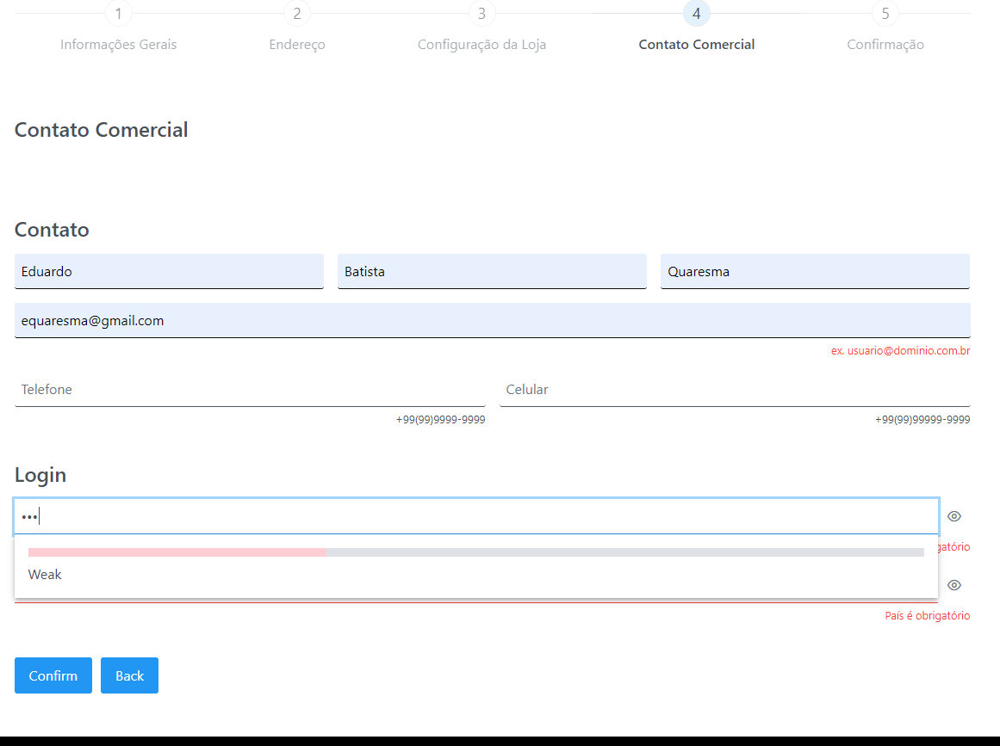 1 2 3 4 5
Informações Gerais Endereço Configuração da Loja Contato Comercial Confirmação
Contato Comercial
Contato
Eduardo Batista Quaresma
equaresma@gmail.com
ex. usuario@dominio.com.br
Telefone Celular
+99(99)9999-9999 +99(99)99999-9999
Login
•••
Weak
País é obrigatório
Confirm Back